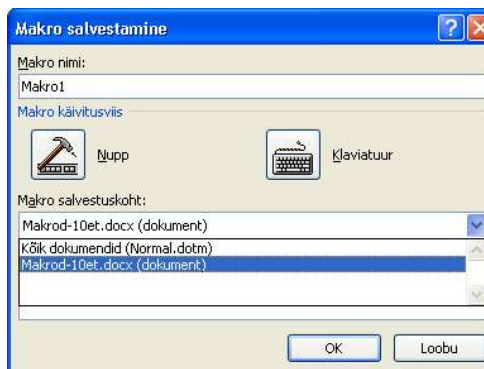 Makro salvestamine
Makro nimi:
Makro1
Makro käivitusviis
Nupp
Klaviatuur
Makro salvestuskoht:
Makrod-10et.docx (dokument)
Kõik dokumendid (Normal.dotm)
Makrod-10et.docx (dokument)
OK
Loobu